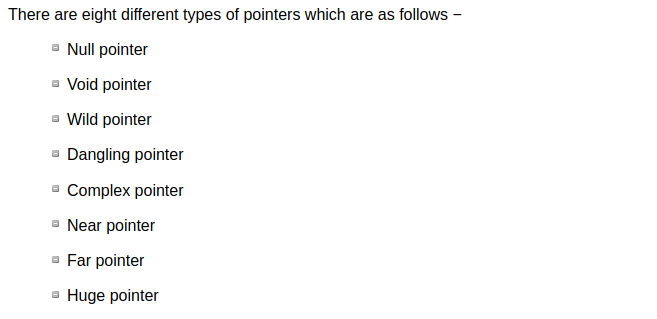 There are eight different types of pointers which are as follows −
Null pointer
Void pointer
Wild pointer
Dangling pointer
Complex pointer
Near pointer
Far pointer
Huge pointer